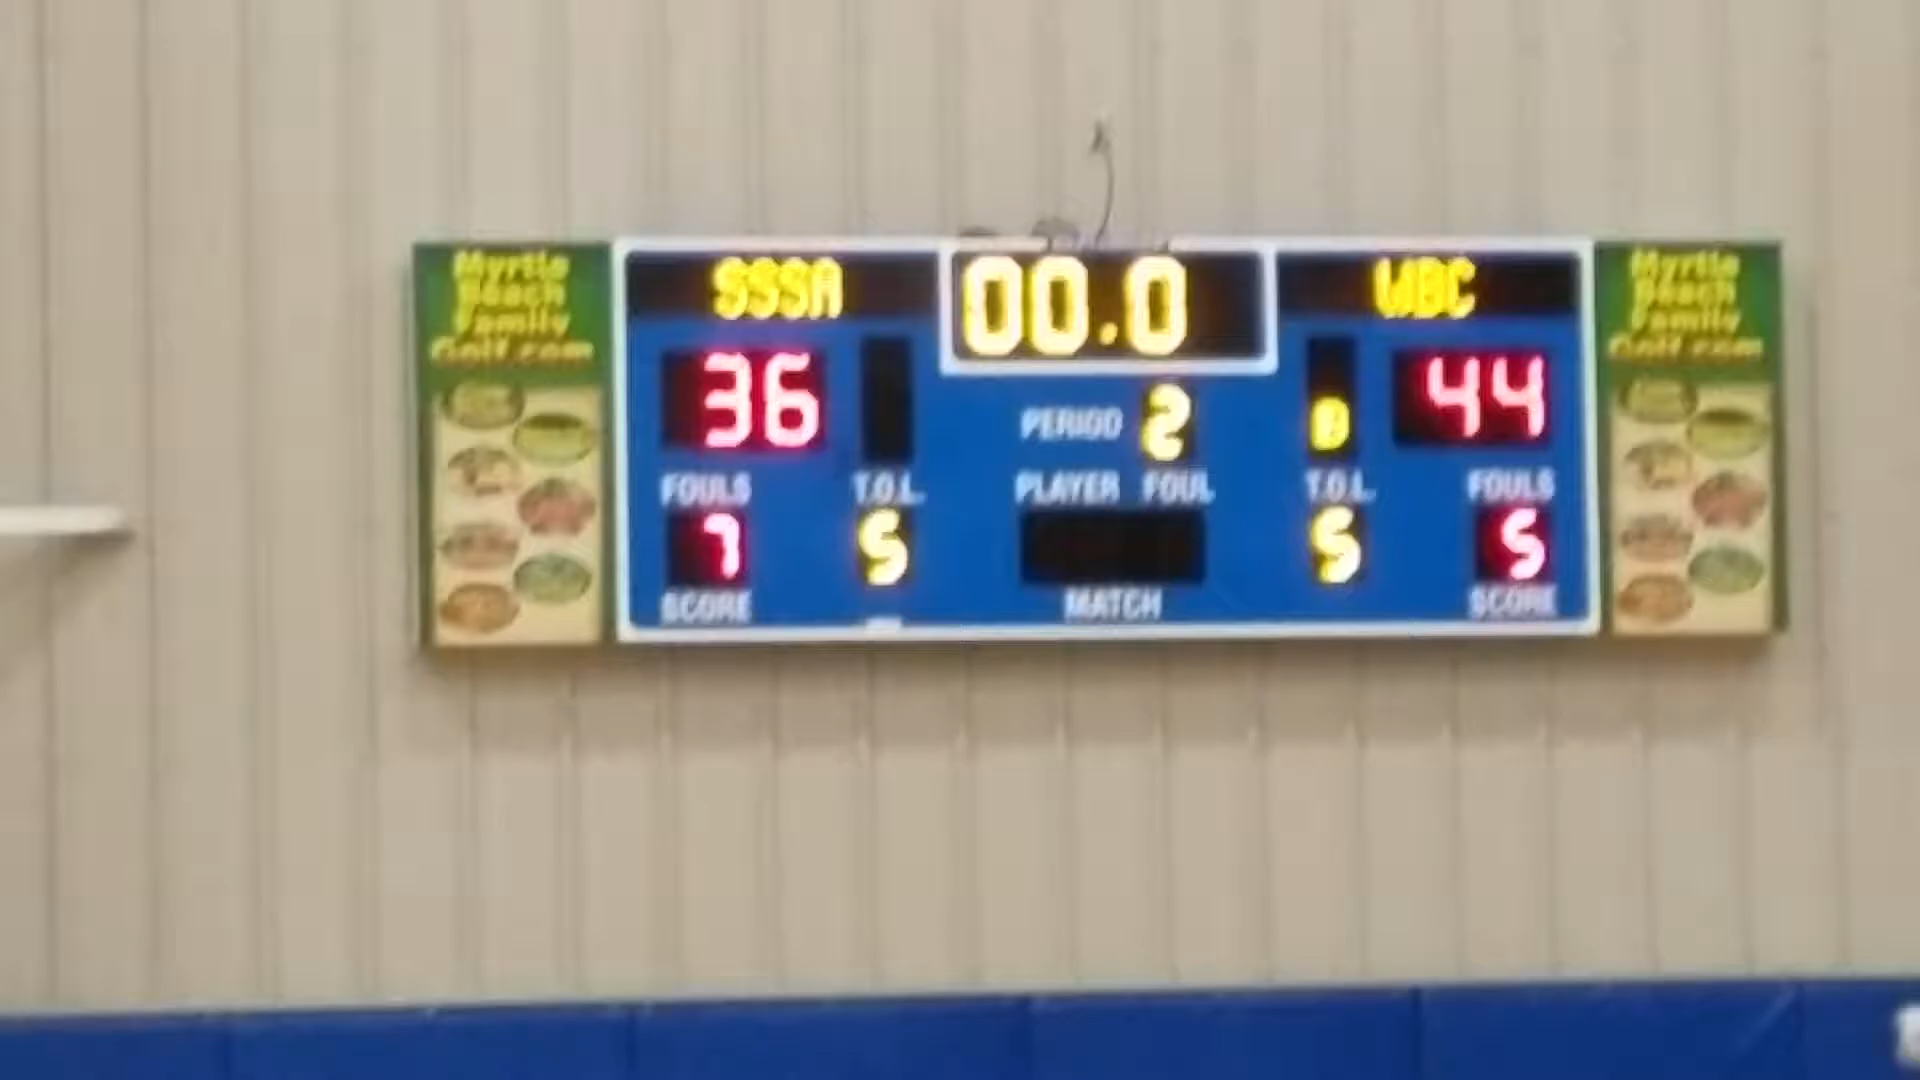 Myrtle
Beach
Family
Golf.com
SSSA
00.0
WBC
Myrtle
Beach
Family
Golf.com
36
PERIOD 2
44
FOULS
T.O.L.
PLAYER FOUL
T.O.L.
FOULS
7
5
5
5
SCORE
MATCH
SCORE